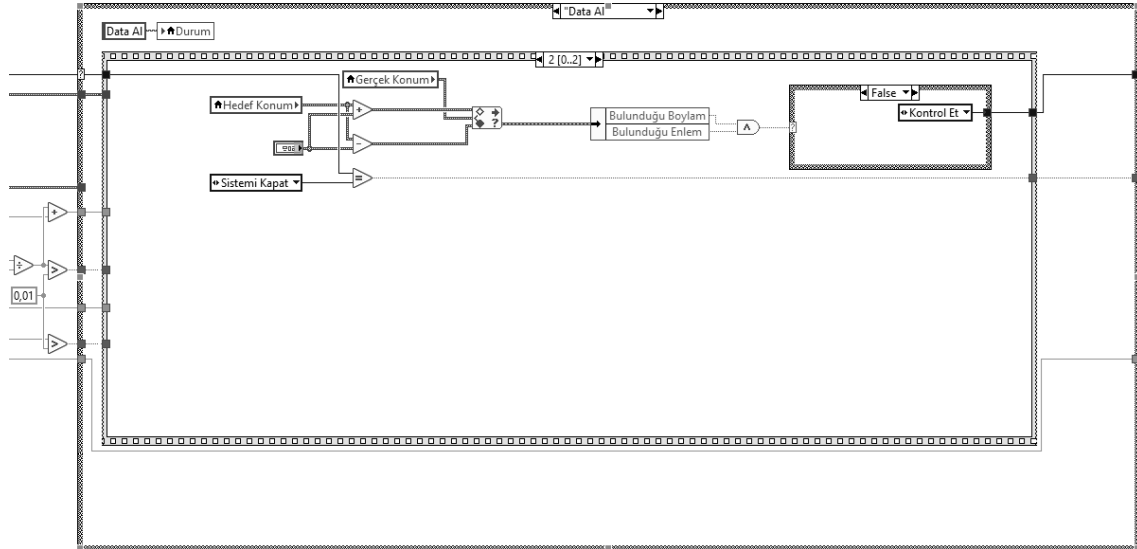 "Data Al"
Data Al
Durum
2 [0..2]
Gerçek Konum
False
Hedef Konum
Kontrol Et
Bulunduğu Boylam
Bulunduğu Enlem
Sistemi Kapat
0,01